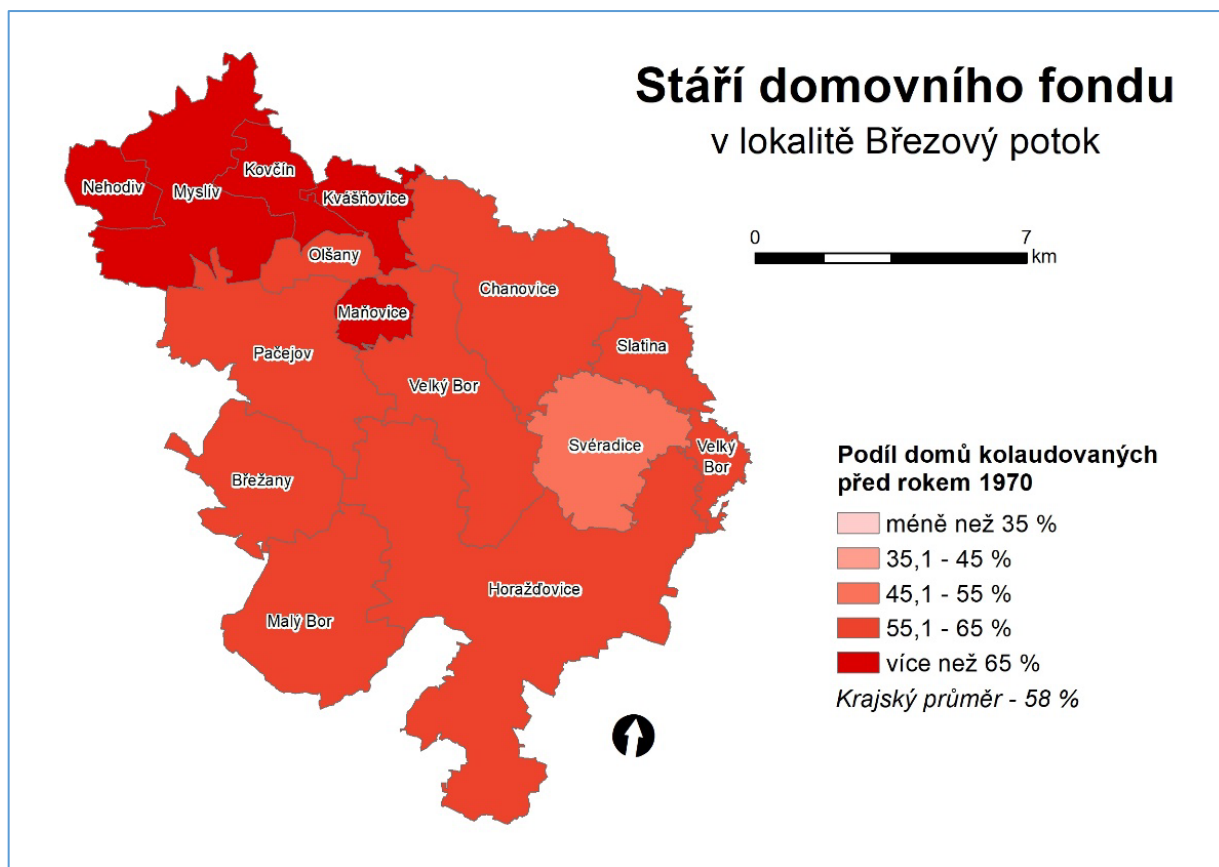 Stáří domovního fondu
v lokalitě Březový potok
0 7
km
Kovčín
Nehodív
Myslív
Kvášňovice
Olšany
Chanovice
Maňovice
Slatina
Pačejov
Velký Bor
Svéradice
Velký
Bor
Břežany
Horažďovice
Malý Bor
Podíl domů kolaudovaných
před rokem 1970
méně než 35 %
35,1 - 45 %
45,1 - 55 %
55,1 - 65 %
více než 65 %
Krajský průměr - 58 %